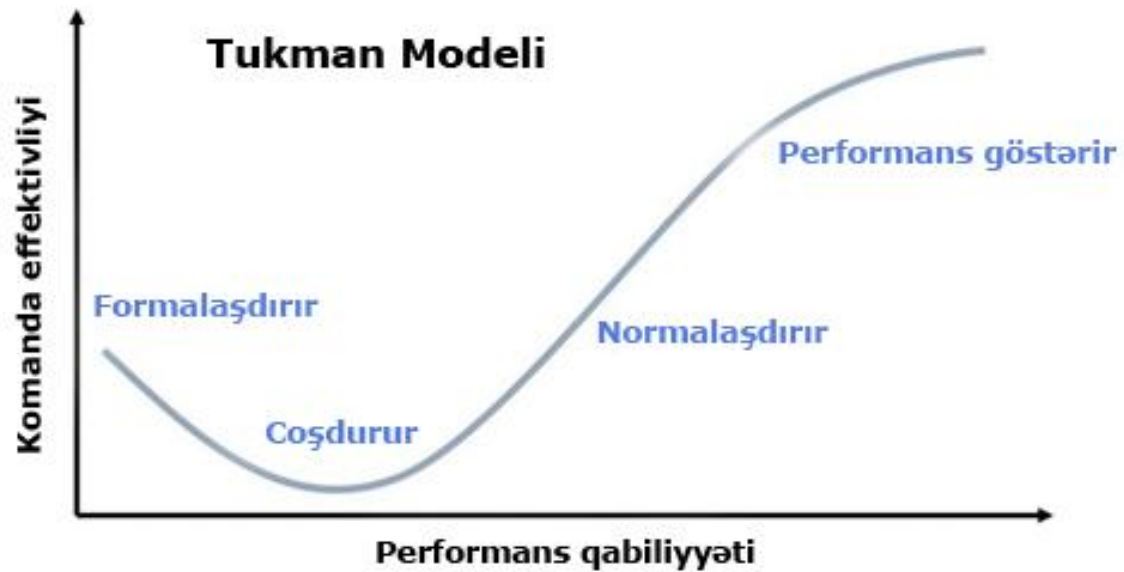 Tukman Modeli
Komanda effektivliyi
Performans göstərir
Formalaşdırır
Normalaşdırır
Coşdurur
Performans qabiliyyəti